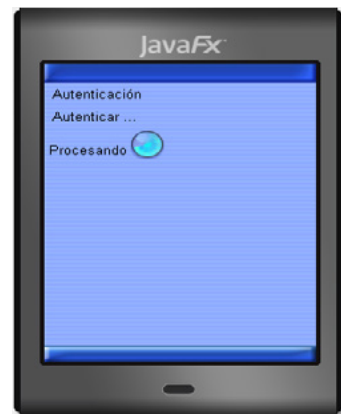 JavaFx
Autenticación
Autenticar ...
Procesando